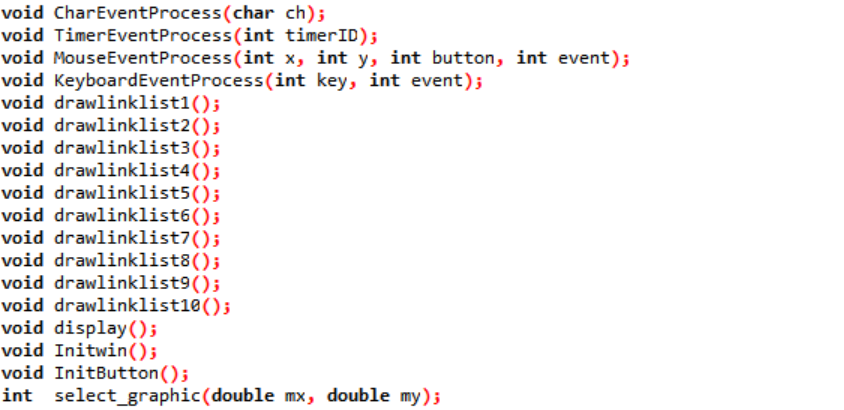 void CharEventProcess(char ch);
void TimerEventProcess(int timerID);
void MouseEventProcess(int x, int y, int button, int event);
void KeyboardEventProcess(int key, int event);
void drawlinklist1();
void drawlinklist2();
void drawlinklist3();
void drawlinklist4();
void drawlinklist5();
void drawlinklist6();
void drawlinklist7();
void drawlinklist8();
void drawlinklist9();
void drawlinklist10();
void display();
void Initwin();
void InitButton();
int  select_graphic(double mx, double my);